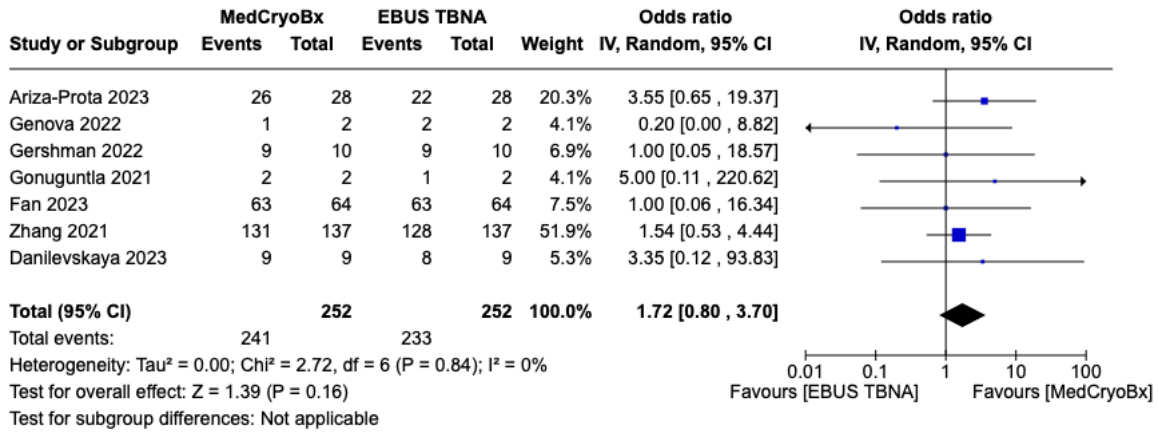 MedCryoBx EBUS TBNA Odds ratio Odds ratio
Study or Subgroup Events Total Events Total Weight IV, Random, 95% CI IV, Random, 95% CI
Ariza-Prota 2023 26 28 22 28 20.3% 3.55 [0.65 , 19.37]
Genova 2022 1 2 2 2 4.1% 0.20 [0.00 , 8.82]
Gershman 2022 9 10 9 10 6.9% 1.00 [0.05 , 18.57]
Gonuguntla 2021 2 2 1 2 4.1% 5.00 [0.11 , 220.62]
Fan 2023 63 64 63 64 7.5% 1.00 [0.06 , 16.34]
Zhang 2021 131 137 128 137 51.9% 1.54 [0.53 , 4.44]
Danilevskaya 2023 9 9 8 9 5.3% 3.35 [0.12 , 93.83]
Total (95% CI) 252 252 100.0% 1.72 [0.80 , 3.70]
Total events: 241 233
Heterogeneity: Tau² = 0.00; Chi² = 2.72, df = 6 (P = 0.84); I² = 0%
0.01 0.1 1 10 100
Test for overall effect: Z = 1.39 (P = 0.16)
Favours [EBUS TBNA] Favours [MedCryoBx]
Test for subgroup differences: Not applicable